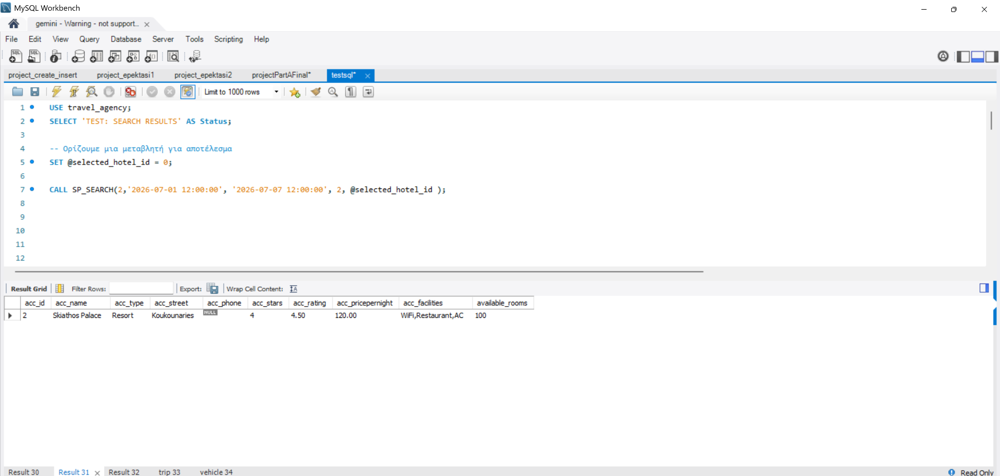 MySQL Workbench
gemini - Warning - not support...
File Edit View Query Database Server Tools Scripting Help
project_create_insert project_epektasi1 project_epektasi2 projectPartAFinal* testsql*
Limit to 1000 rows
1 USE travel_agency;
2 SELECT 'TEST: SEARCH RESULTS' AS Status;
3
4 -- Ορίζουμε μια μεταβλητή για αποτέλεσμα
5 SET @selected_hotel_id = 0;
6
7 CALL SP_SEARCH(2,'2026-07-01 12:00:00', '2026-07-07 12:00:00', 2, @selected_hotel_id );
8
9
10
11
12
Result Grid Filter Rows: Export: Wrap Cell Content:
acc_id acc_name acc_type acc_street acc_phone acc_stars acc_rating acc_pricepernight acc_facilities available_rooms
2 Skiathos Palace Resort Koukounaries NULL 4 4.50 120.00 WiFi,Restaurant,AC 100
Result 30 Result 31 Result 32 trip 33 vehicle 34 Read Only